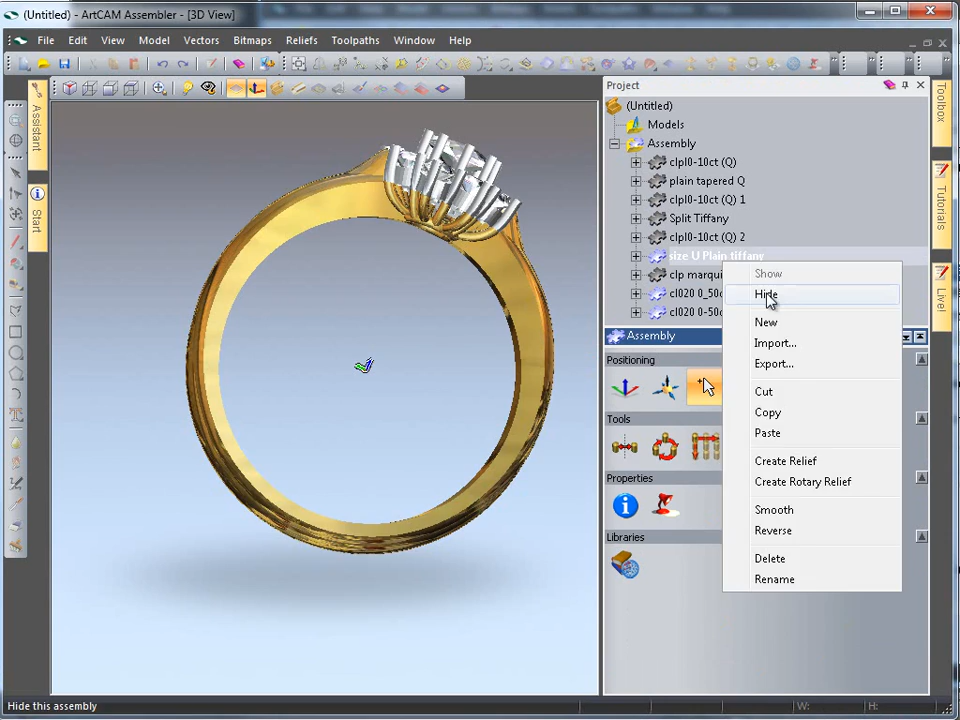 (Untitled) - ArtCAM Assembler - [3D View]
File Edit View Model Vectors Bitmaps Reliefs Toolpaths Window Help
Assistant
Start
Project
(Untitled)
Models
Assembly
clpl0-10ct (Q)
plain tapered Q
clpl0-10ct (Q) 1
Split Tiffany
clpl0-10ct (Q) 2
size U Plain tiffany
clp marqui
cl020 0_50c
cl020 0-50c
Show
Hide
New
Import...
Export...
Cut
Copy
Paste
Create Relief
Create Rotary Relief
Smooth
Reverse
Delete
Rename
Assembly
Positioning
Tools
Properties
Libraries
Toolbox
Tutorials
Live!
Hide this assembly
W: H: